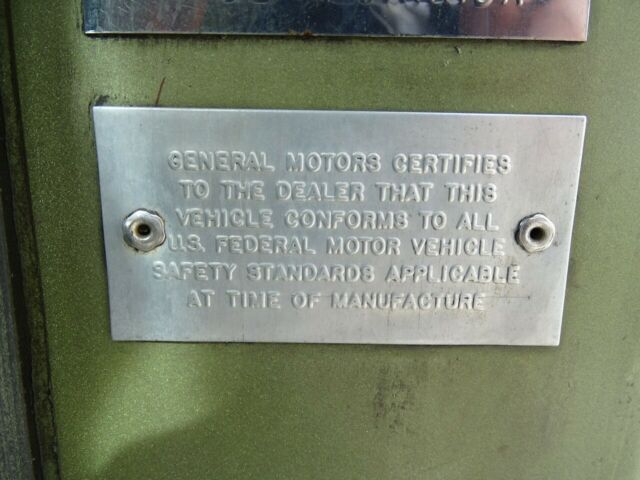 GENERAL MOTORS CERTIFIES
TO THE DEALER THAT THIS
VEHICLE CONFORMS TO ALL
U.S. FEDERAL MOTOR VEHICLE
SAFETY STANDARDS APPLICABLE
AT TIME OF MANUFACTURE